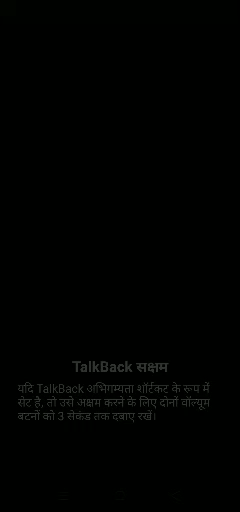 TalkBack सक्षम
यदि TalkBack अभिगम्यता शॉर्टकट के रूप में
सेट है, तो उसे अक्षम करने के लिए दोनों वॉल्यूम
बटनों को 3 सेकंड तक दबाए रखें।